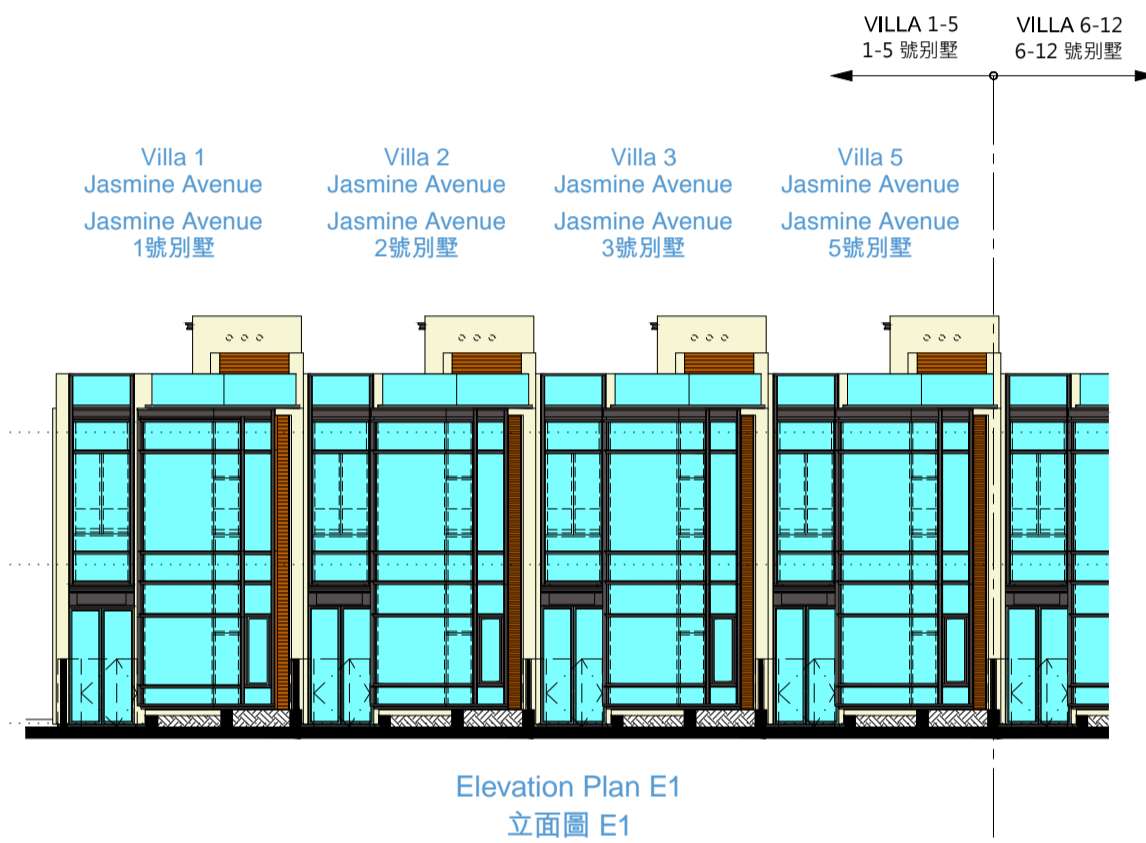 VILLA 1-5
1-5 號别墅
VILLA 6-12
6-12 號别墅
Villa 1
Jasmine Avenue
Jasmine Avenue
1號別墅
Villa 2
Jasmine Avenue
Jasmine Avenue
2號別墅
Villa 3
Jasmine Avenue
Jasmine Avenue
3號別墅
Villa 5
Jasmine Avenue
Jasmine Avenue
5號別墅
Elevation Plan E1
立面圖 E1